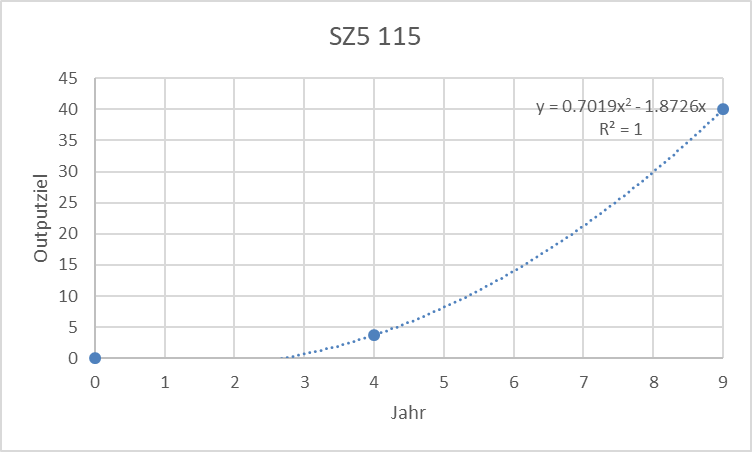 SZ5 115
45
40
35
30
25
20
15
10
5
0
Outputziel
y = 0.7019x² - 1.8726x
R² = 1
0 1 2 3 4 5 6 7 8 9
Jahr